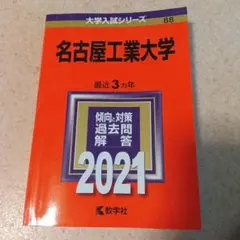 大学入試シリーズ 68
名古屋工業大学
最近3カ年
傾向と対策
過去問
解答
2021
教学社